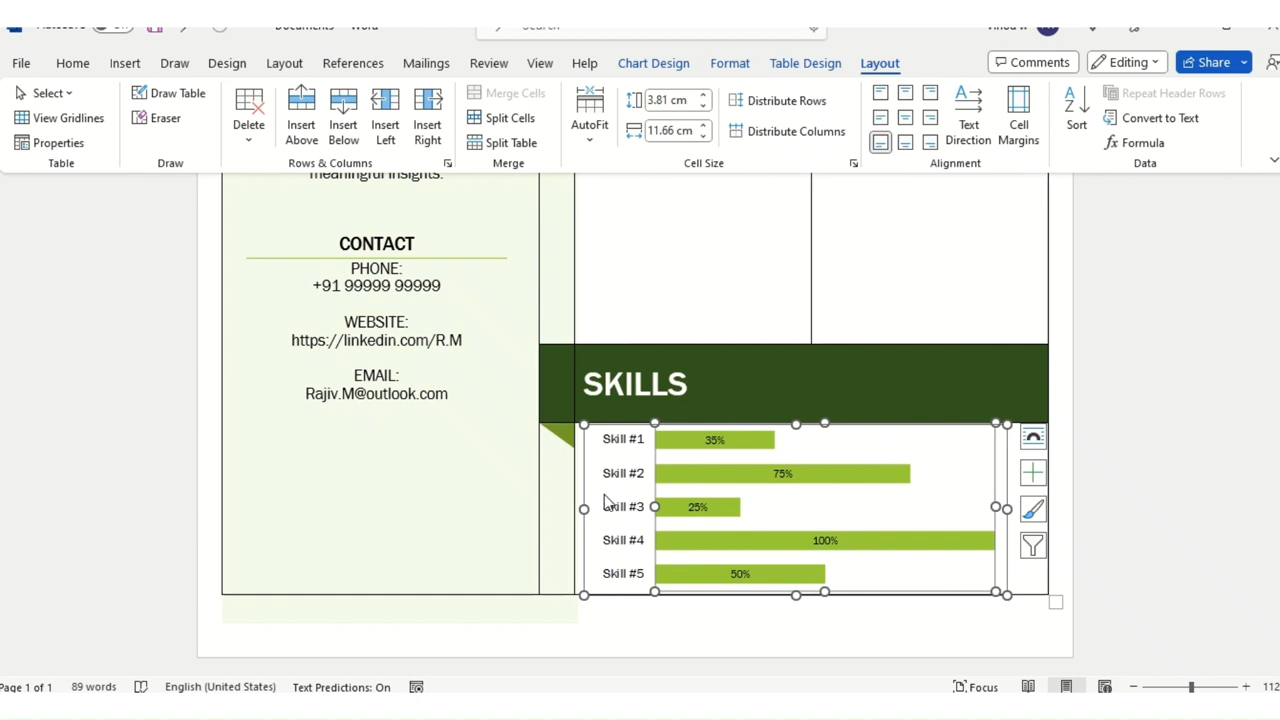 Word
File Home Insert Draw Design Layout References Mailings Review View Help Chart Design Format Table Design Layout Comments Editing Share
Select
View Gridlines
Properties
Table
Draw Table
Eraser
Draw
Delete
Insert Above
Insert Below
Insert Left
Insert Right
Rows & Columns
Merge Cells
Split Cells
Split Table
Merge
AutoFit
3.81 cm
11.66 cm
Distribute Rows
Distribute Columns
Cell Size
Text Direction
Cell Margins
Alignment
Sort
Repeat Header Rows
Convert to Text
fx Formula
Data
meaningful insights.
CONTACT
PHONE:
+91 99999 99999
WEBSITE:
https://linkedin.com/R.M
EMAIL:
Rajiv.M@outlook.com
SKILLS
Skill #1 35%
Skill #2 75%
Skill #3 25%
Skill #4 100%
Skill #5 50%
Page 1 of 1 89 words English (United States) Text Predictions: On Focus 112